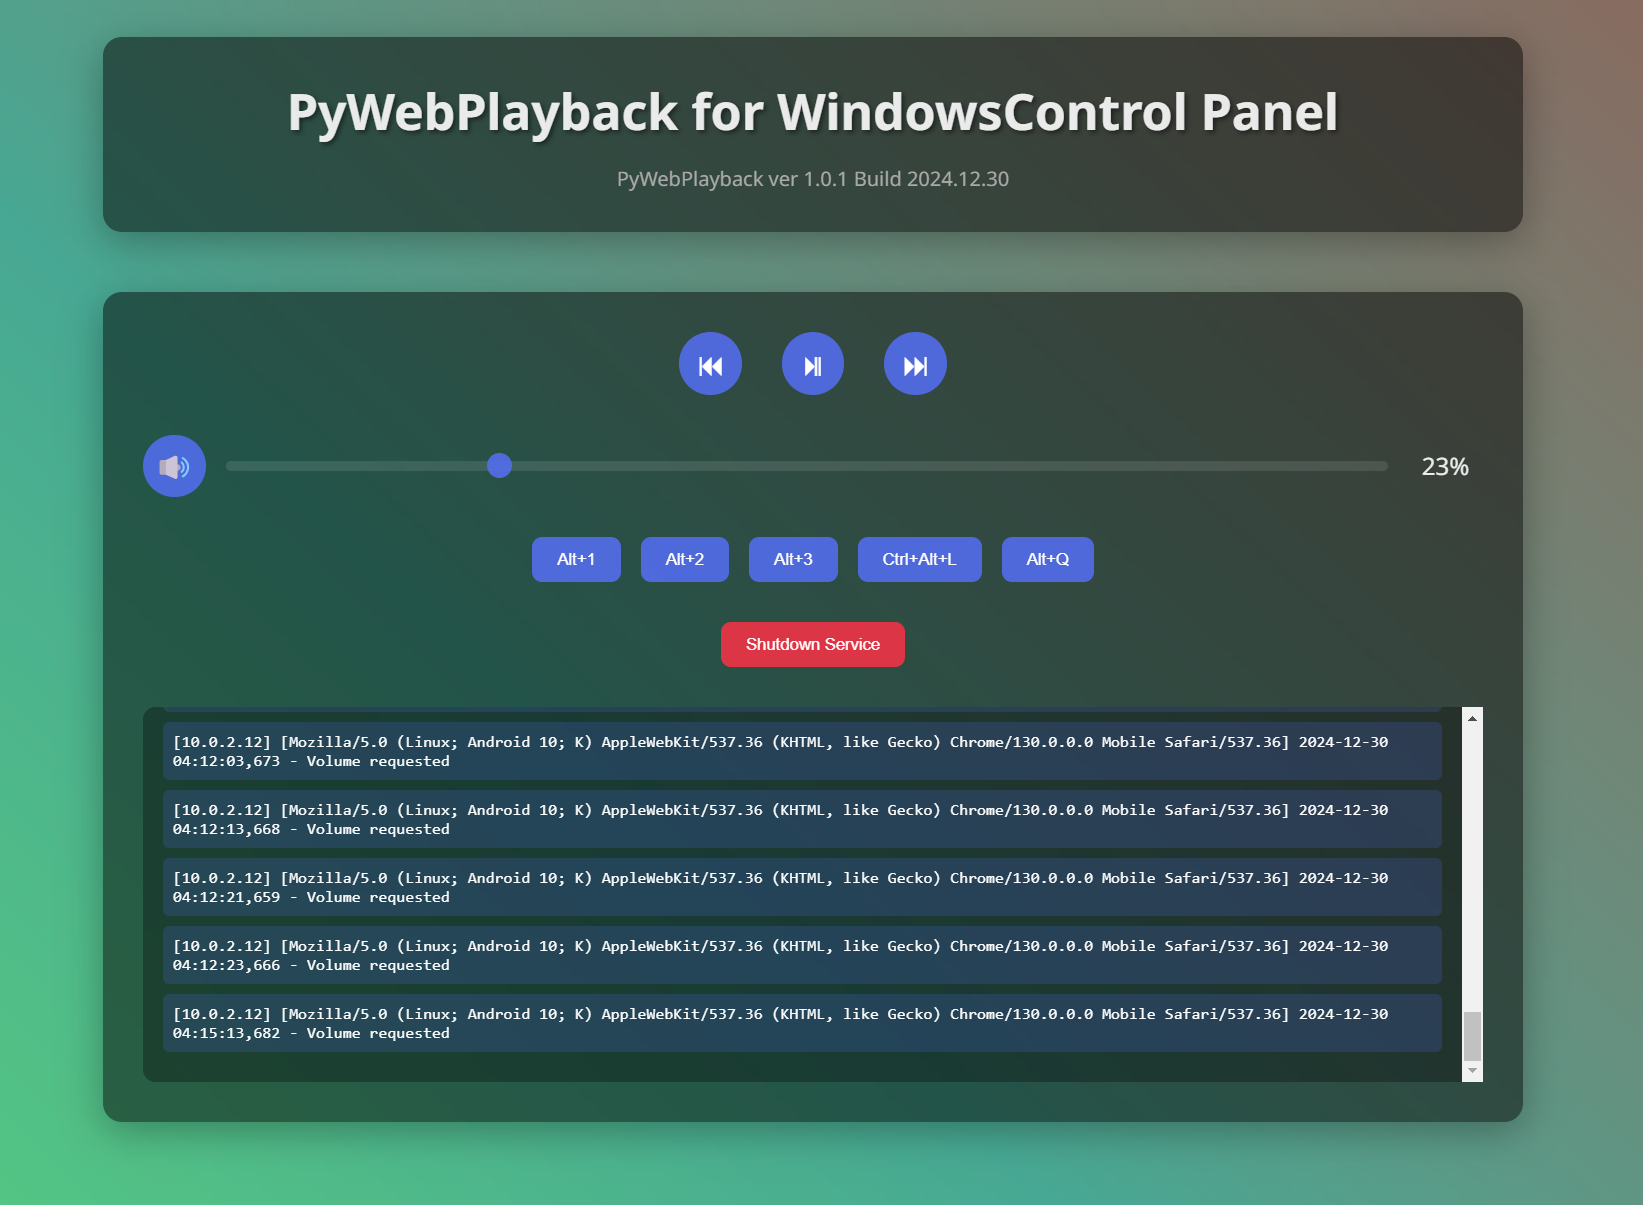 PyWebPlayback for WindowsControl Panel
PyWebPlayback ver 1.0.1 Build 2024.12.30
23%
Alt+1 Alt+2 Alt+3 Ctrl+Alt+L Alt+Q
Shutdown Service
[10.0.2.12] [Mozilla/5.0 (Linux; Android 10; K) AppleWebKit/537.36 (KHTML, like Gecko) Chrome/130.0.0.0 Mobile Safari/537.36] 2024-12-30
04:12:03,673 - Volume requested
[10.0.2.12] [Mozilla/5.0 (Linux; Android 10; K) AppleWebKit/537.36 (KHTML, like Gecko) Chrome/130.0.0.0 Mobile Safari/537.36] 2024-12-30
04:12:13,668 - Volume requested
[10.0.2.12] [Mozilla/5.0 (Linux; Android 10; K) AppleWebKit/537.36 (KHTML, like Gecko) Chrome/130.0.0.0 Mobile Safari/537.36] 2024-12-30
04:12:21,659 - Volume requested
[10.0.2.12] [Mozilla/5.0 (Linux; Android 10; K) AppleWebKit/537.36 (KHTML, like Gecko) Chrome/130.0.0.0 Mobile Safari/537.36] 2024-12-30
04:12:23,666 - Volume requested
[10.0.2.12] [Mozilla/5.0 (Linux; Android 10; K) AppleWebKit/537.36 (KHTML, like Gecko) Chrome/130.0.0.0 Mobile Safari/537.36] 2024-12-30
04:15:13,682 - Volume requested